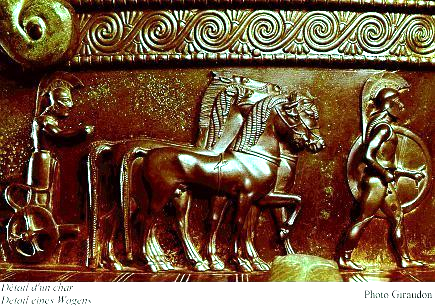 Détail d'un char
Detail eines Wagens
Photo Giraudon